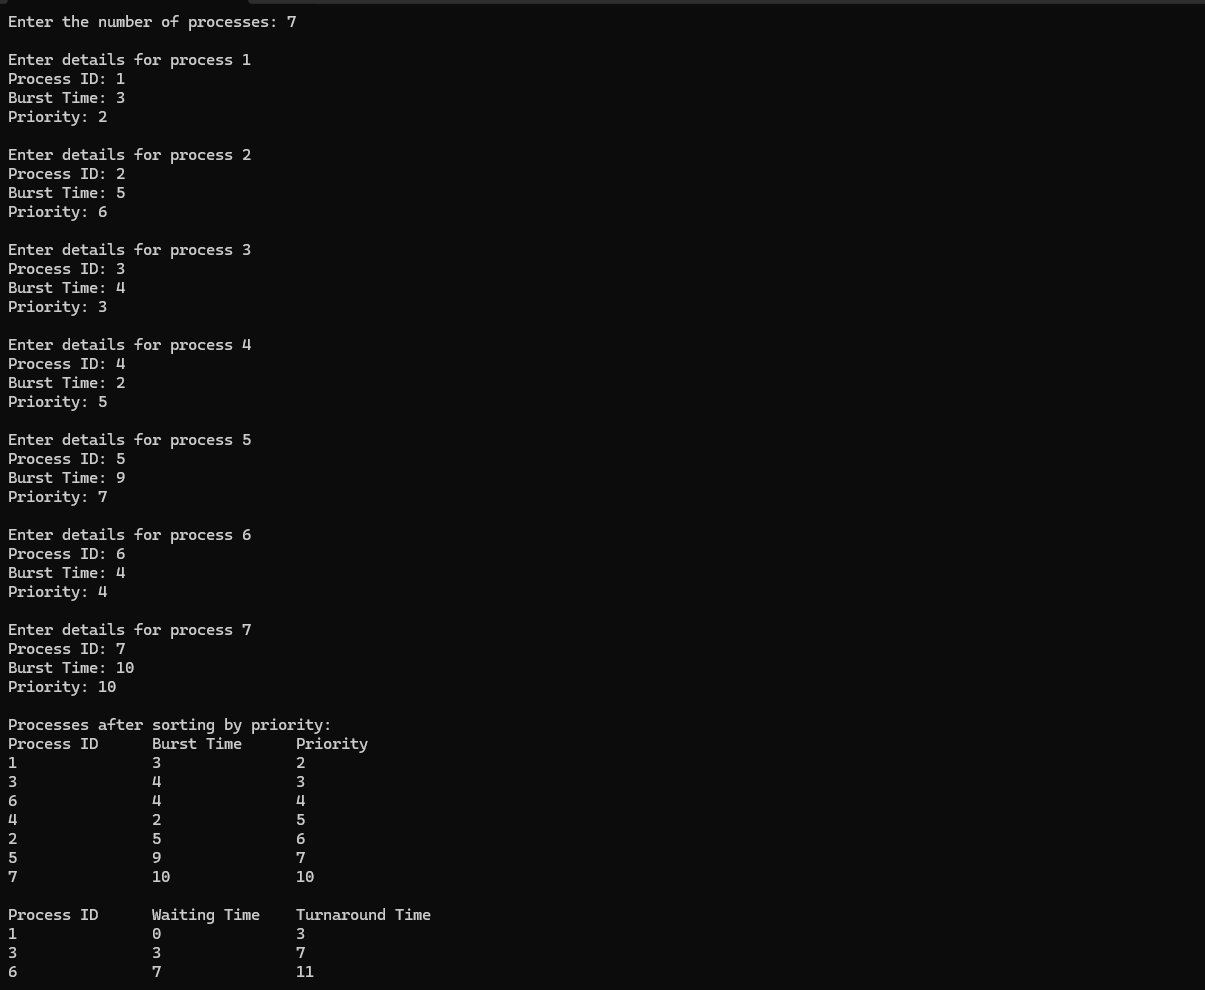 Enter the number of processes: 7
Enter details for process 1
Process ID: 1
Burst Time: 3
Priority: 2
Enter details for process 2
Process ID: 2
Burst Time: 5
Priority: 6
Enter details for process 3
Process ID: 3
Burst Time: 4
Priority: 3
Enter details for process 4
Process ID: 4
Burst Time: 2
Priority: 5
Enter details for process 5
Process ID: 5
Burst Time: 9
Priority: 7
Enter details for process 6
Process ID: 6
Burst Time: 4
Priority: 4
Enter details for process 7
Process ID: 7
Burst Time: 10
Priority: 10
Processes after sorting by priority:
Process ID      Burst Time      Priority
1               3               2
3               4               3
6               4               4
4               2               5
2               5               6
5               9               7
7               10              10
Process ID      Waiting Time    Turnaround Time
1               0               3
3               3               7
6               7               11